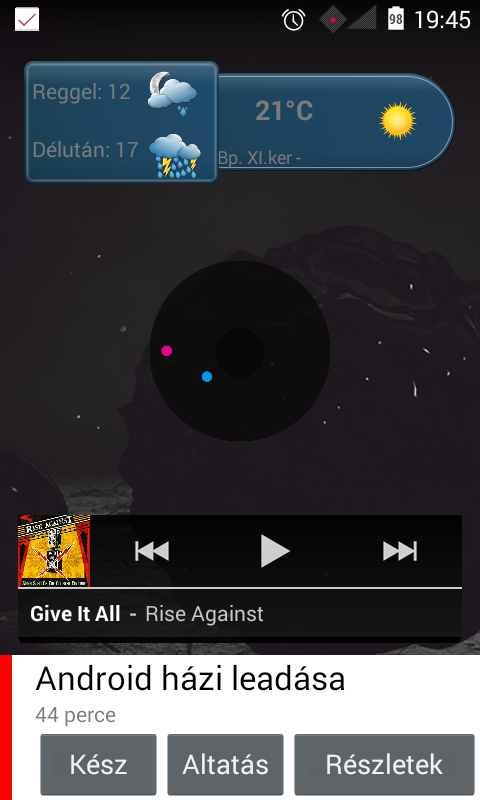 98 19:45
Reggel: 12
21°C
Délután: 17
Bp. XI.ker -
RISE AGAINST
Give It All - Rise Against
Android házi leadása
44 perce
Kész Altatás Részletek